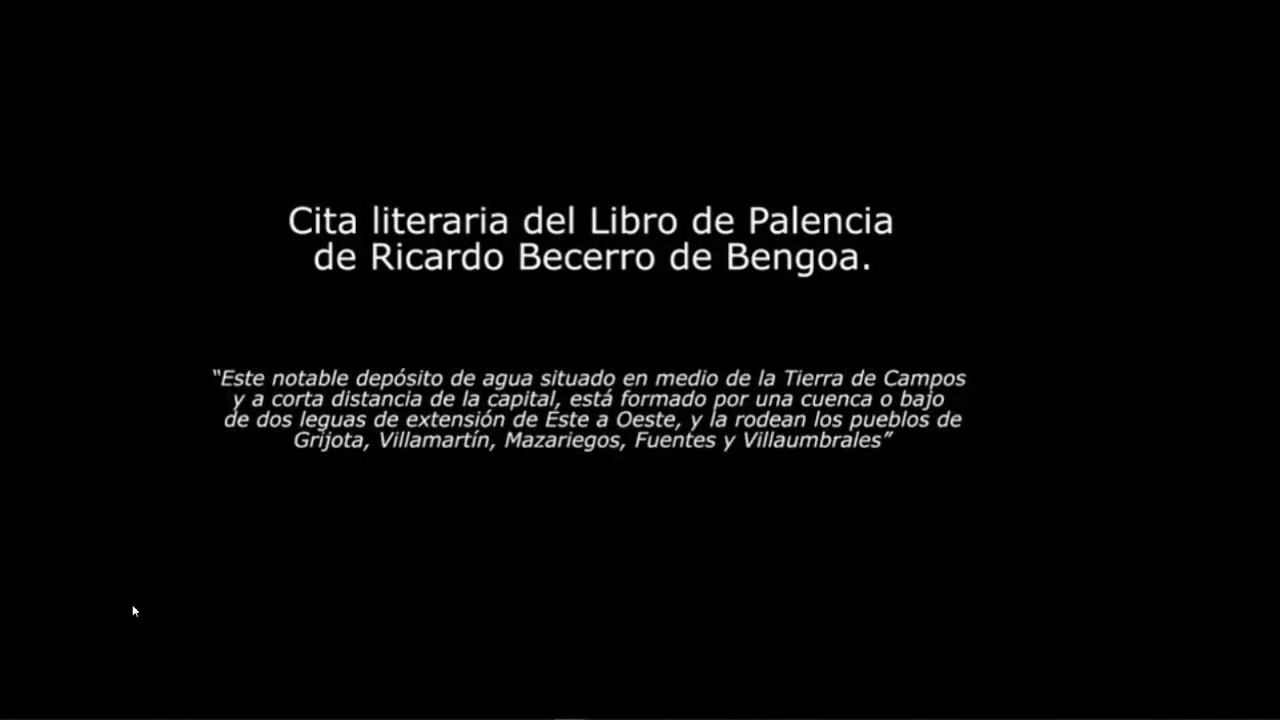 Cita literaria del Libro de Palencia
de Ricardo Becerro de Bengoa.
“Este notable depósito de agua situado en medio de la Tierra de Campos
y a corta distancia de la capital, está formado por una cuenca o bajo
de dos leguas de extensión de Este a Oeste, y la rodean los pueblos de
Grijota, Villamartín, Mazariegos, Fuentes y Villaumbrales”